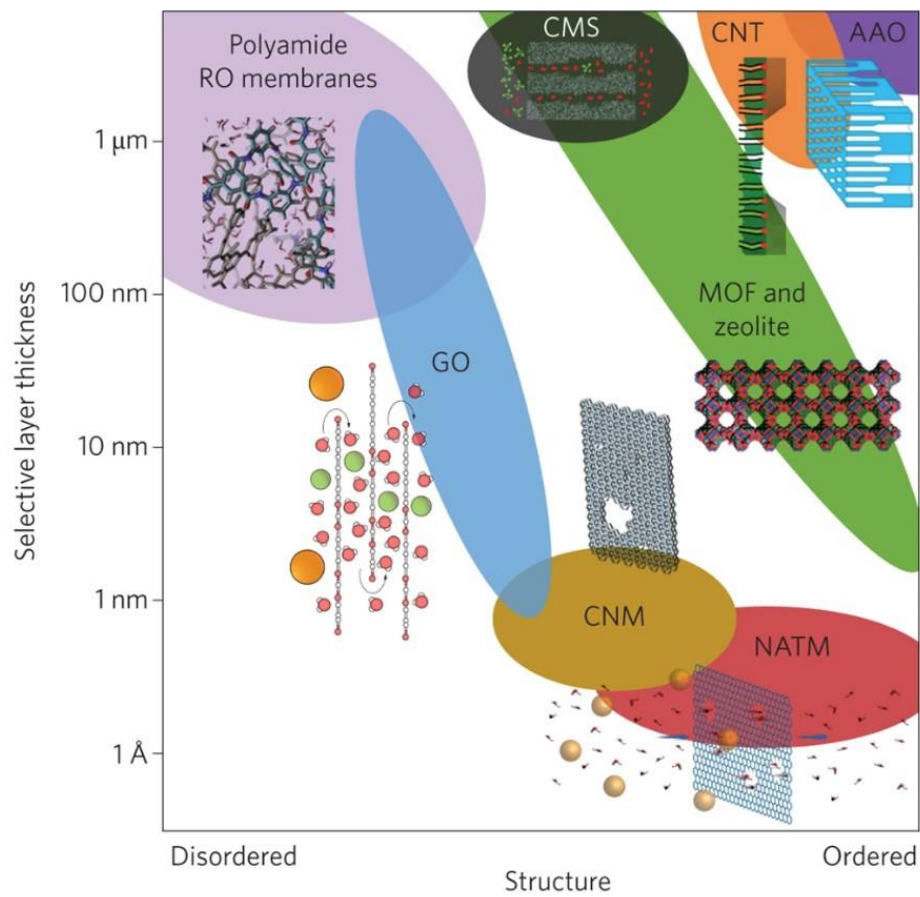 Polyamide
RO membranes
CMS
CNT
AAO
1 µm
100 nm
MOF and
zeolite
GO
10 nm
1 nm
CNM
NATM
1 Å
Selective layer thickness
Disordered
Ordered
Structure